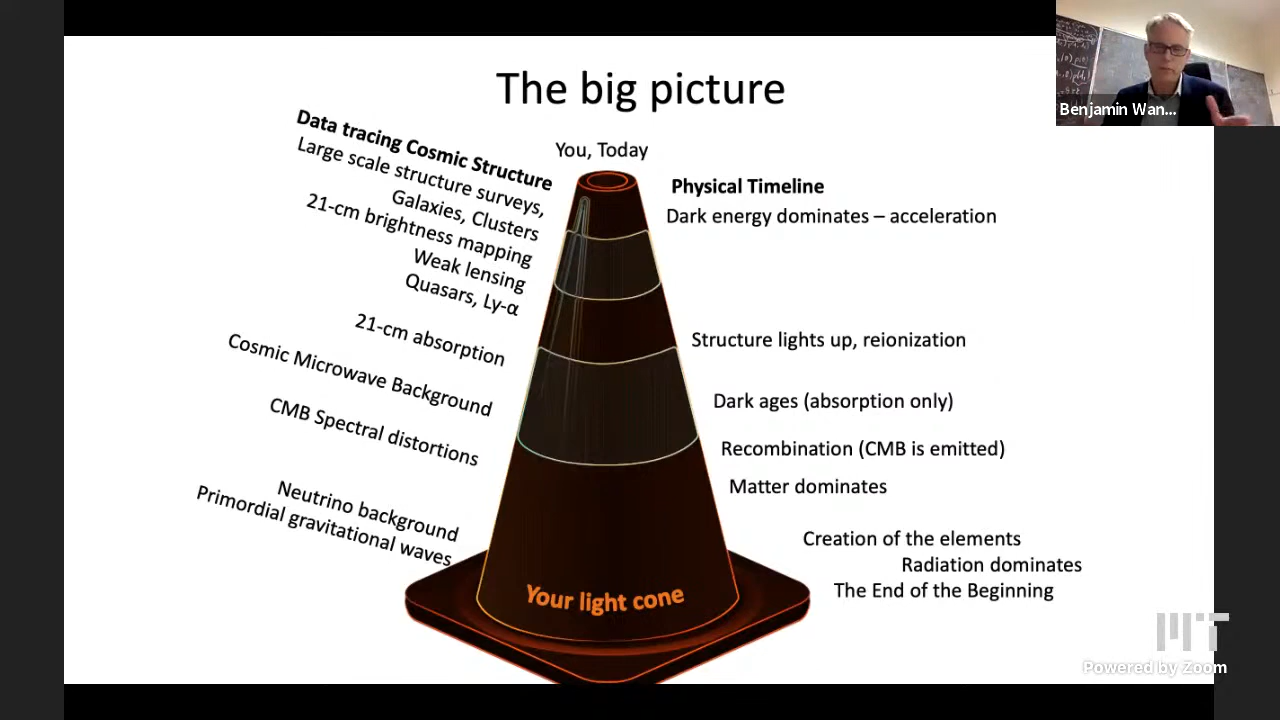 The big picture
Data tracing Cosmic Structure
Large scale structure surveys,
Galaxies, Clusters
21-cm brightness mapping
Weak lensing
Quasars, Ly-α
21-cm absorption
Cosmic Microwave Background
CMB Spectral distortions
Neutrino background
Primordial gravitational waves
You, Today
Physical Timeline
Dark energy dominates – acceleration
Structure lights up, reionization
Dark ages (absorption only)
Recombination (CMB is emitted)
Matter dominates
Creation of the elements
Radiation dominates
The End of the Beginning
Your light cone
Benjamin Wan...
MIT
Powered by Zoom